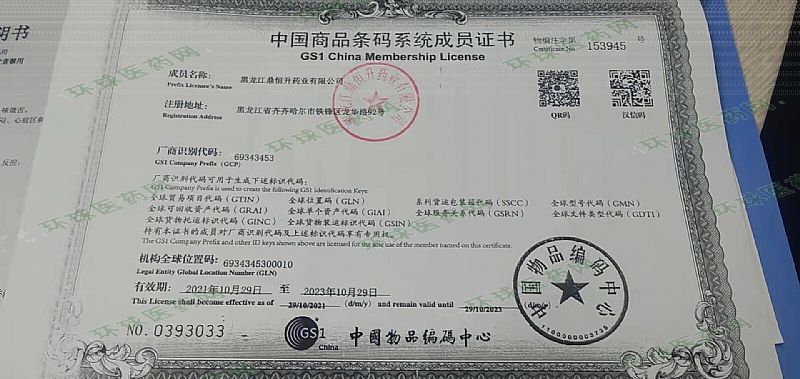 中国商品条码系统成员证书
GS1 China Membership License
物编注字第 153945 号
Certificate No
成员名称: 黑龙江鼎恒升药业有限公司
Prefix Licensee's Name
注册地址: 黑龙江省齐齐哈尔市铁锋区龙华路92号
Registration Address
QR码 汉信码
厂商识别代码: 69343453
GS1 Company Prefix (GCP)
厂商识别代码可用于生成下述标识代码:
GS1 Company Prefix is used to create the following GS1 Identification Keys:
全球贸易项目代码 (GTIN) 全球位置码 (GLN) 系列货运包装箱代码 (SSCC) 全球型号代码 (GMN)
全球可回收资产代码 (GRAI) 全球单个资产代码 (GIAI) 全球服务关系代码 (GSRN) 全球文件类型代码 (GDTI)
全球货物托运标识代码 (GINC) 全球货物装运标识代码 (GSIN)
持有本证书的成员对厂商识别代码及上述标识代码享有专用权。
The GS1 Company Prefix and other ID keys shown above are licensed for the sole use of the member named on this certificate.
机构全球位置码: 6934345300010
Legal Entity Global Location Number (GLN)
有效期: 2021年10月29日 至 2023年10月29日
This License shall become effective as of 29/10/2021 (d/m/y) and remain valid until 29/10/2023 (d/m/y)
中国物品编码中心
1100000003735
NO. 0393033
GS1 China
中国物品编码中心
环球医药网